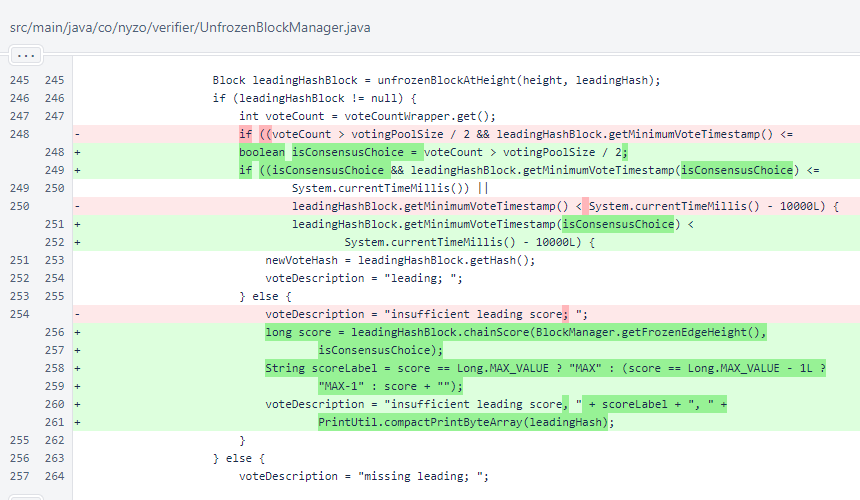 src/main/java/co/nyzo/verifier/UnfrozenBlockManager.java
...
245 245 Block leadingHashBlock = unfrozenBlockAtHeight(height, leadingHash);
246 246 if (leadingHashBlock != null) {
247 247 int voteCount = voteCountWrapper.get();
248 - if ((voteCount > votingPoolSize / 2 && leadingHashBlock.getMinimumVoteTimestamp() <=
248 + boolean isConsensusChoice = voteCount > votingPoolSize / 2;
249 + if ((isConsensusChoice && leadingHashBlock.getMinimumVoteTimestamp(isConsensusChoice) <=
249 250 System.currentTimeMillis()) ||
250 - leadingHashBlock.getMinimumVoteTimestamp() < System.currentTimeMillis() - 10000L) {
251 + leadingHashBlock.getMinimumVoteTimestamp(isConsensusChoice) <
252 + System.currentTimeMillis() - 10000L) {
251 253 newVoteHash = leadingHashBlock.getHash();
252 254 voteDescription = "leading; ";
253 255 } else {
254 - voteDescription = "insufficient leading score; ";
256 + long score = leadingHashBlock.chainScore(BlockManager.getFrozenEdgeHeight(),
257 + isConsensusChoice);
258 + String scoreLabel = score == Long.MAX_VALUE ? "MAX" : (score == Long.MAX_VALUE - 1L ?
259 + "MAX-1" : score + "");
260 + voteDescription = "insufficient leading score, " + scoreLabel + ", " +
261 + PrintUtil.compactPrintByteArray(leadingHash);
255 262 }
256 263 } else {
257 264 voteDescription = "missing leading; ";